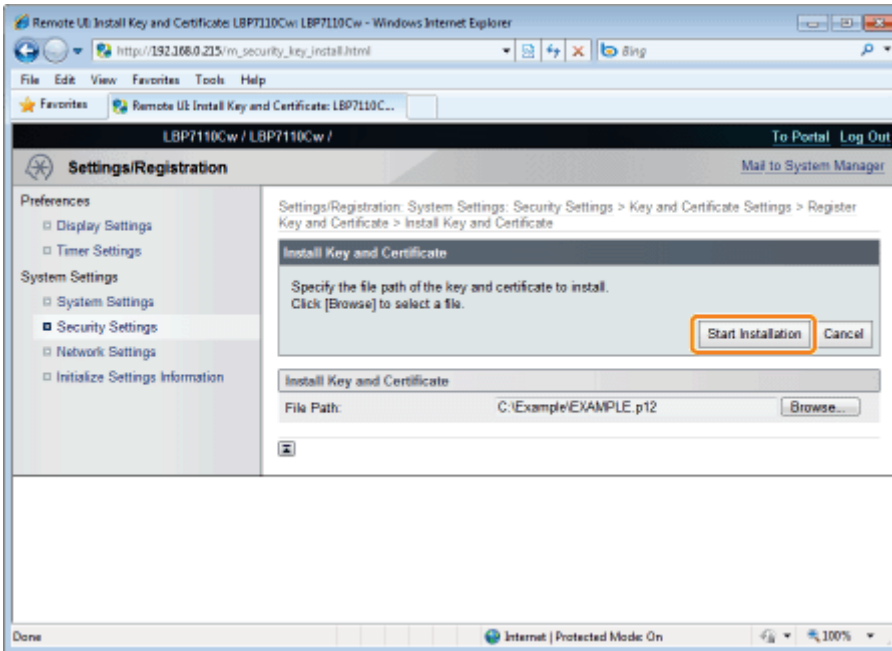 Remote UI: Install Key and Certificate: LBP7110Cw: LBP7110Cw - Windows Internet Explorer
http://192.168.0.215/m_security_key_install.html
Bing
File Edit View Favorites Tools Help
Favorites
Remote UI: Install Key and Certificate: LBP7110C...
LBP7110Cw / LBP7110Cw /
To Portal Log Out
Settings/Registration
Mail to System Manager
Preferences
Display Settings
Timer Settings
System Settings
System Settings
Security Settings
Network Settings
Initialize Settings Information
Settings/Registration: System Settings: Security Settings > Key and Certificate Settings > Register
Key and Certificate > Install Key and Certificate
Install Key and Certificate
Specify the file path of the key and certificate to install.
Click [Browse] to select a file.
Start Installation Cancel
Install Key and Certificate
File Path: C:\Example\EXAMPLE.p12 Browse...
Done
Internet | Protected Mode: On
100%